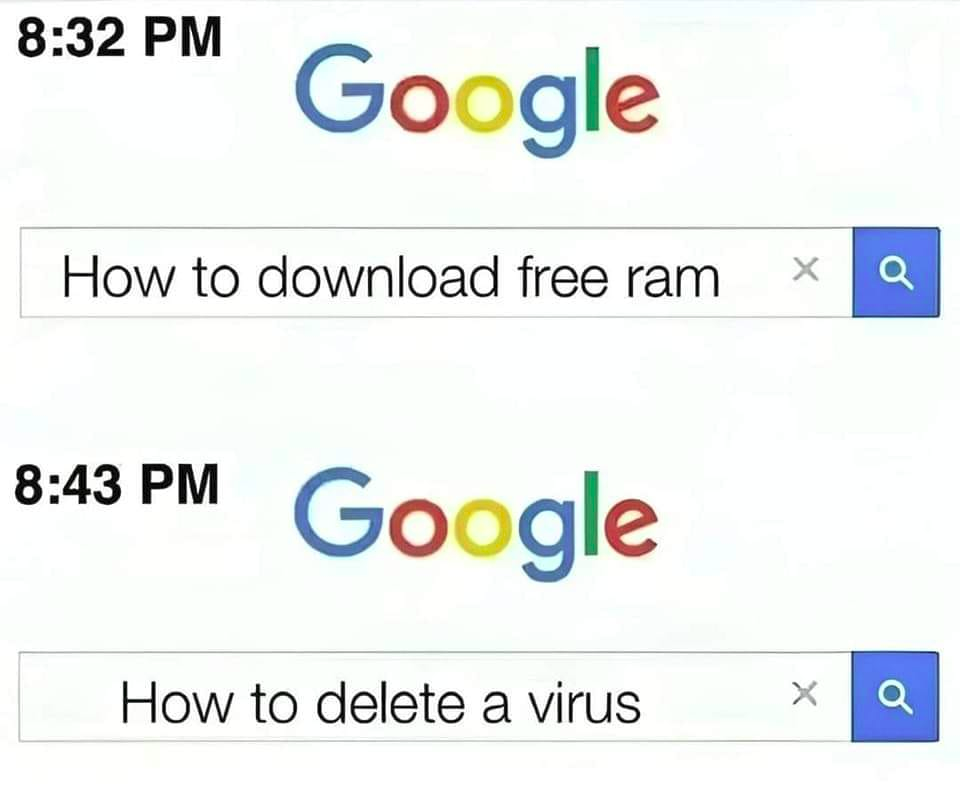 8:32 PM
Google
How to download free ram
8:43 PM
Google
How to delete a virus